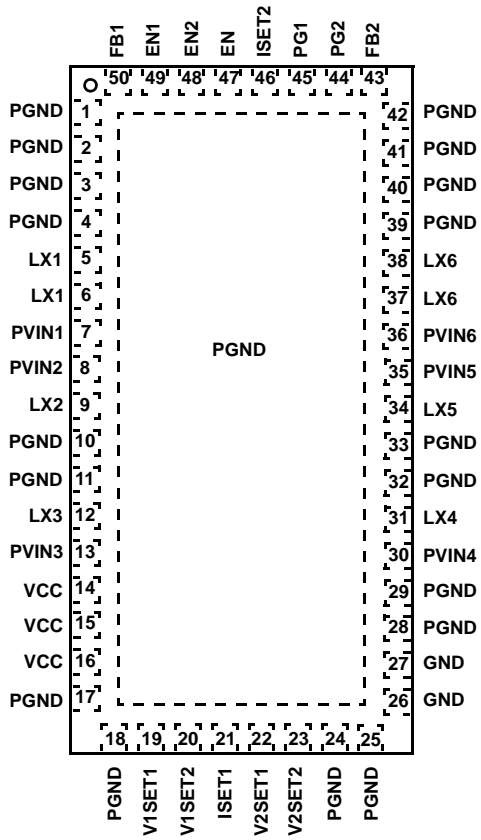 FB1 EN1 EN2 EN ISET2 PG1 PG2 FB2
50 49 48 47 46 45 44 43
PGND 1 42 PGND
PGND 2 41 PGND
PGND 3 40 PGND
PGND 4 39 PGND
LX1 5 38 LX6
LX1 6 37 LX6
PVIN1 7 36 PVIN6
PGND
PVIN2 8 35 PVIN5
LX2 9 34 LX5
PGND 10 33 PGND
PGND 11 32 PGND
LX3 12 31 LX4
PVIN3 13 30 PVIN4
VCC 14 29 PGND
VCC 15 28 PGND
VCC 16 27 GND
PGND 17 26 GND
18 19 20 21 22 23 24 25
PGND V1SET1 V1SET2 ISET1 V2SET1 V2SET2 PGND PGND